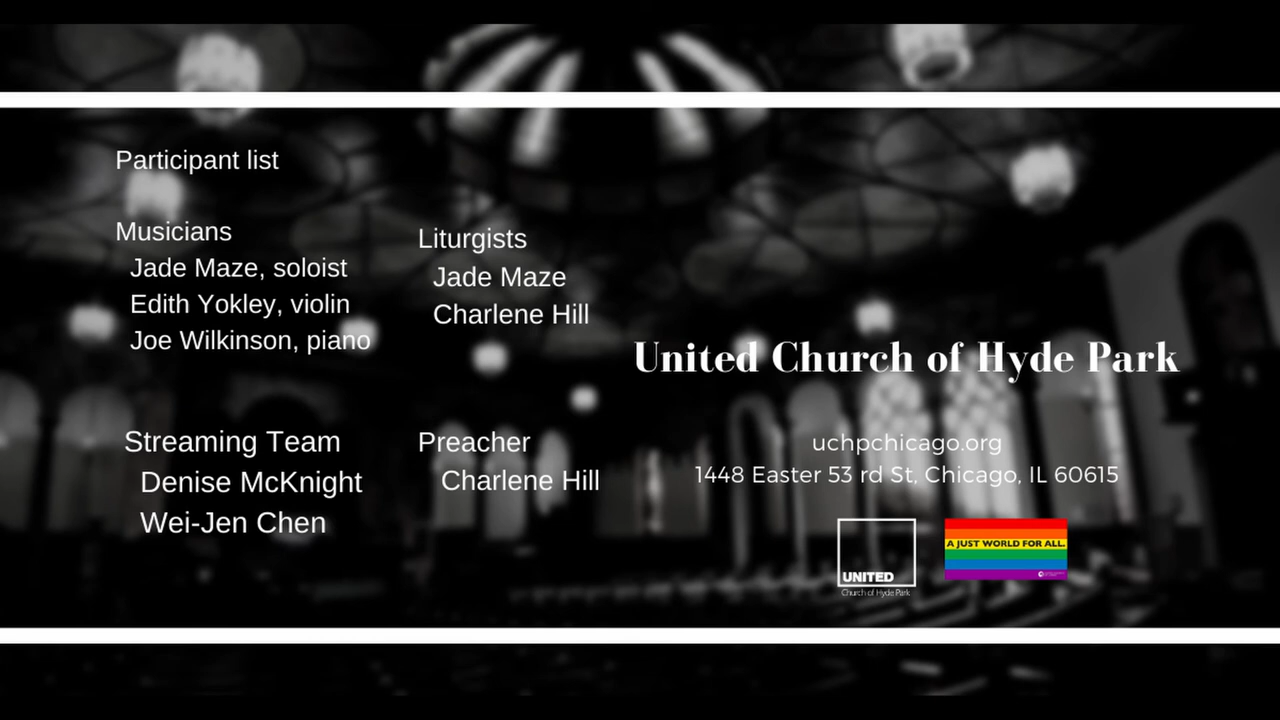 Participant list
Musicians
Jade Maze, soloist
Edith Yokley, violin
Joe Wilkinson, piano
Liturgists
Jade Maze
Charlene Hill
Streaming Team
Denise McKnight
Wei-Jen Chen
Preacher
Charlene Hill
United Church of Hyde Park
uchpchicago.org
1448 Easter 53 rd St, Chicago, IL 60615
UNITED
Church of Hyde Park
A JUST WORLD FOR ALL.